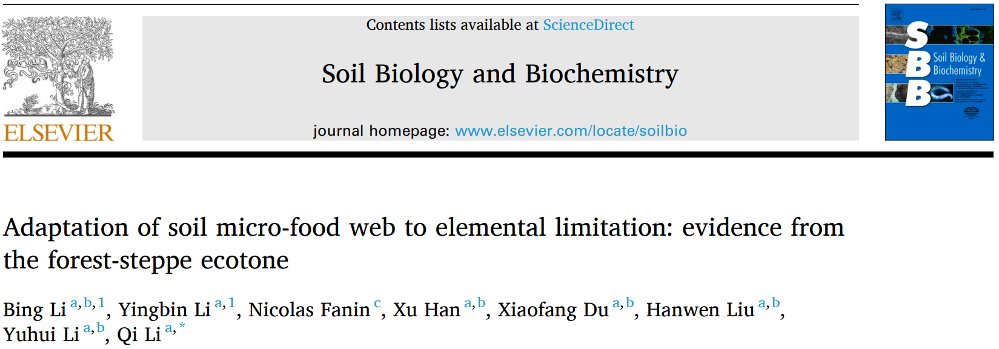 Contents lists available at ScienceDirect
Soil Biology and Biochemistry
journal homepage: www.elsevier.com/locate/soilbio
NON SOLUS
ELSEVIER
S
B
B
Soil Biology &
Biochemistry
Adaptation of soil micro-food web to elemental limitation: evidence from
the forest-steppe ecotone
Bing Li a,b,1, Yingbin Li a,1, Nicolas Fanin c, Xu Han a,b, Xiaofang Du a,b, Hanwen Liu a,b,
Yuhui Li a,b, Qi Li a,*